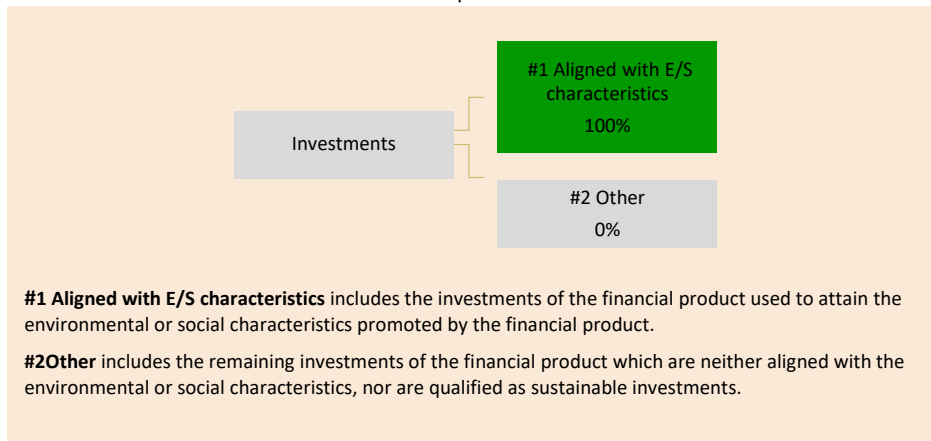 #1 Aligned with E/S
characteristics
100%
Investments
#2 Other
0%
#1 Aligned with E/S characteristics includes the investments of the financial product used to attain the
environmental or social characteristics promoted by the financial product.
#2Other includes the remaining investments of the financial product which are neither aligned with the
environmental or social characteristics, nor are qualified as sustainable investments.